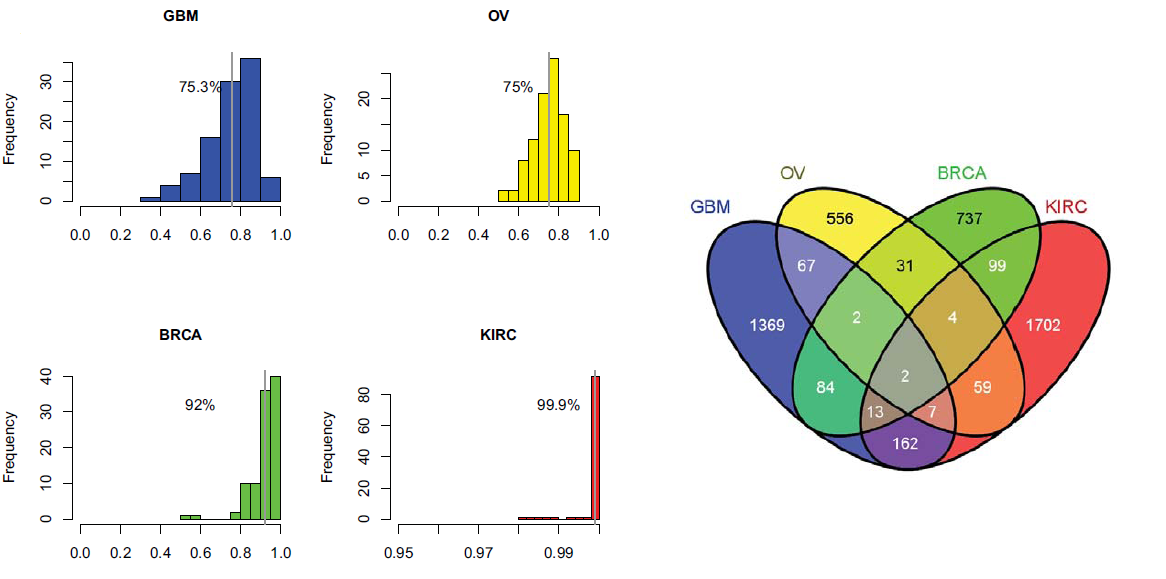 GBM
Frequency
30
20
10
0
75.3%
0.0 0.2 0.4 0.6 0.8 1.0
OV
Frequency
20
10
5
0
75%
0.0 0.2 0.4 0.6 0.8 1.0
BRCA
Frequency
40
30
20
10
0
92%
0.0 0.2 0.4 0.6 0.8 1.0
KIRC
Frequency
80
60
40
20
0
99.9%
0.95 0.97 0.99
OV BRCA
GBM KIRC
556 737
67 31 99
1369 2 4 1702
84 2 59
13 7
162